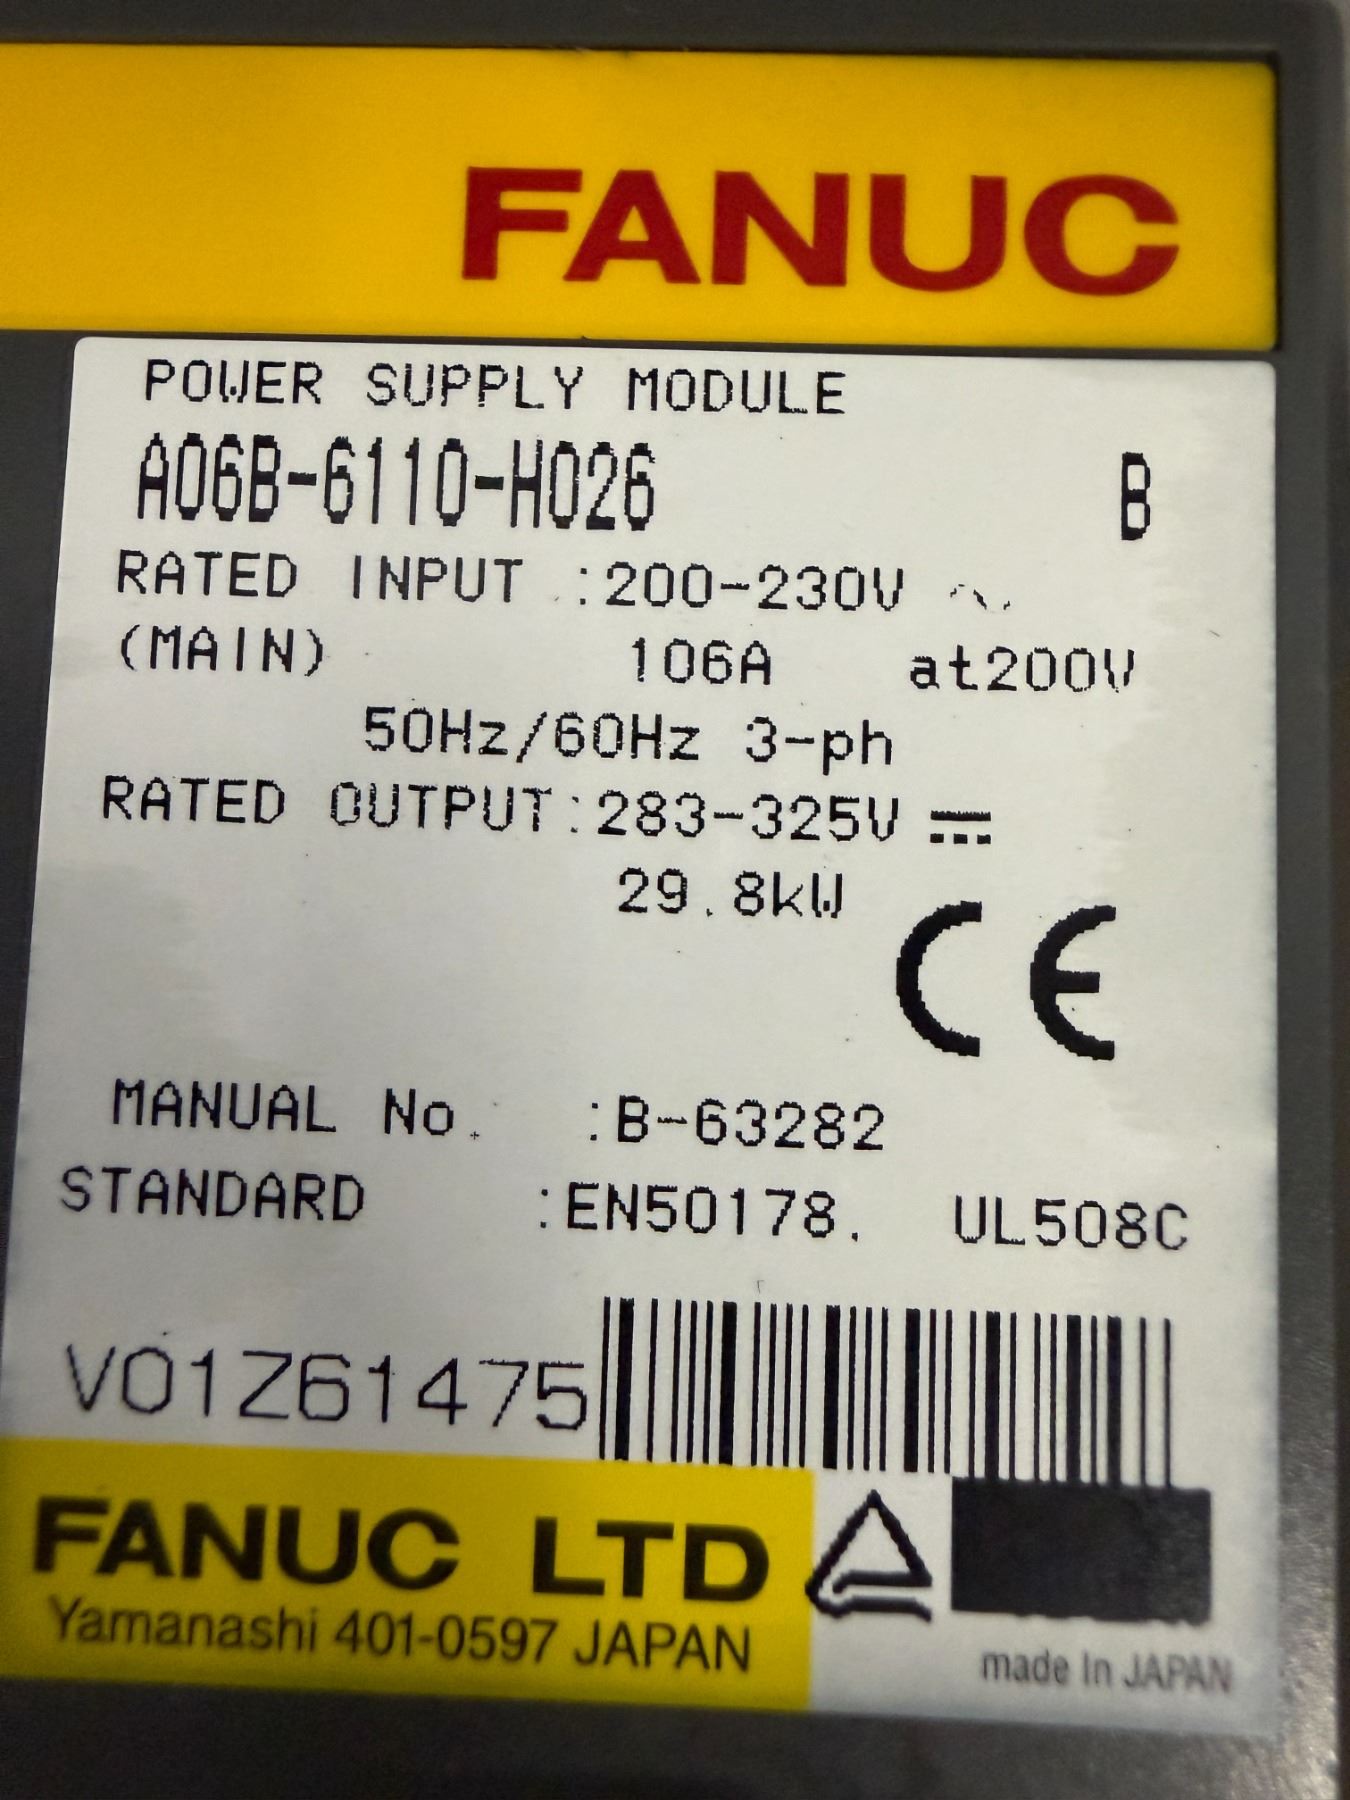 FANUC
POWER SUPPLY MODULE
A06B-6110-H026 B
RATED INPUT :200-230V ~
(MAIN) 106A at200V
50Hz/60Hz 3-ph
RATED OUTPUT:283-325V ⎓
29.8kW
CE
MANUAL No. :B-63282
STANDARD :EN50178. UL508C
V01Z61475
FANUC LTD
Yamanashi 401-0597 JAPAN
made In JAPAN